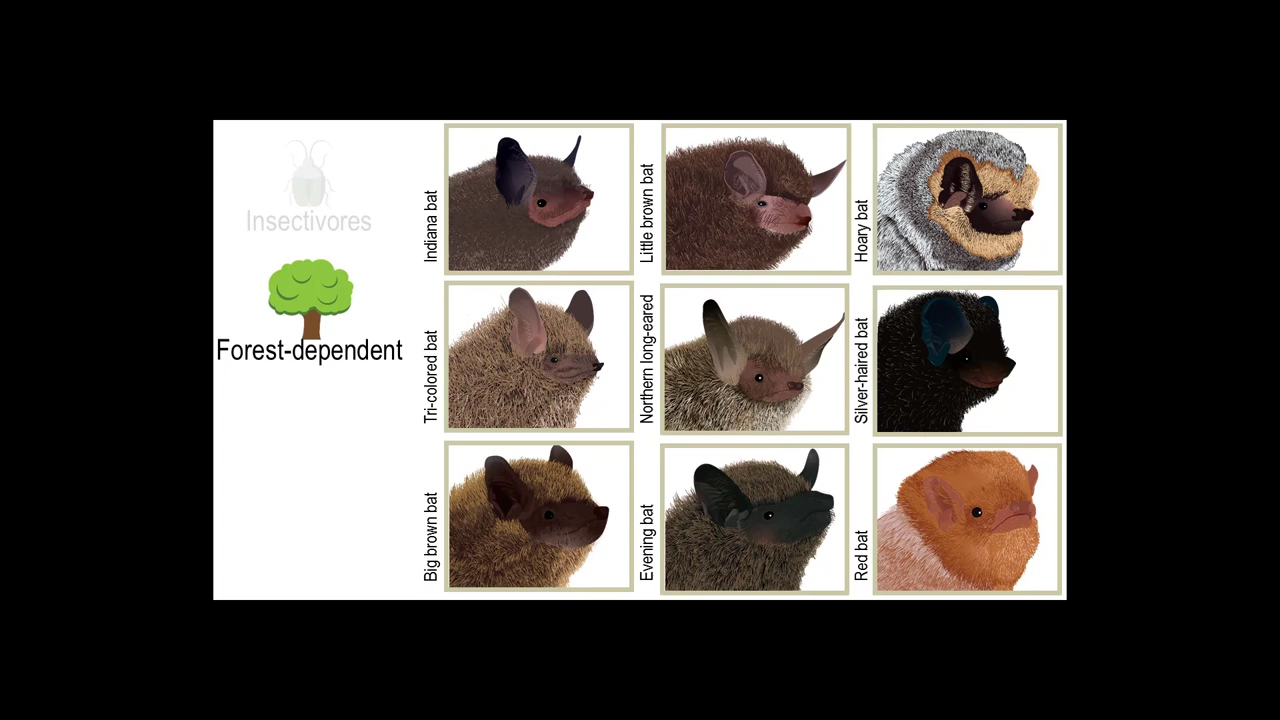 Insectivores
Forest-dependent
Indiana bat
Little brown bat
Hoary bat
Tri-colored bat
Northern long-eared
Silver-haired bat
Big brown bat
Evening bat
Red bat